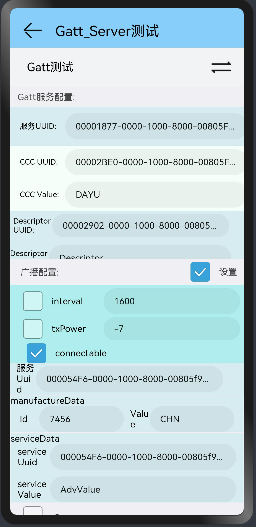 Gatt_Server测试
Gatt测试
Gatt服务配置:
服务UUID: 00001877-0000-1000-8000-00805F...
CCC UUID: 00002BE0-0000-1000-8000-00805F...
CCC Value: DAYU
Descriptor UUID: 00002902-0000-1000-8000-00805...
Descriptor Descriptor
广播配置: 设置
interval 1600
txPower -7
connectable
服务Uuid 000054F6-0000-1000-8000-00805f9...
manufactureData
Id 7456 Value CHN
serviceData
service Uuid 000054F6-0000-1000-8000-00805f9...
service Value AdvValue